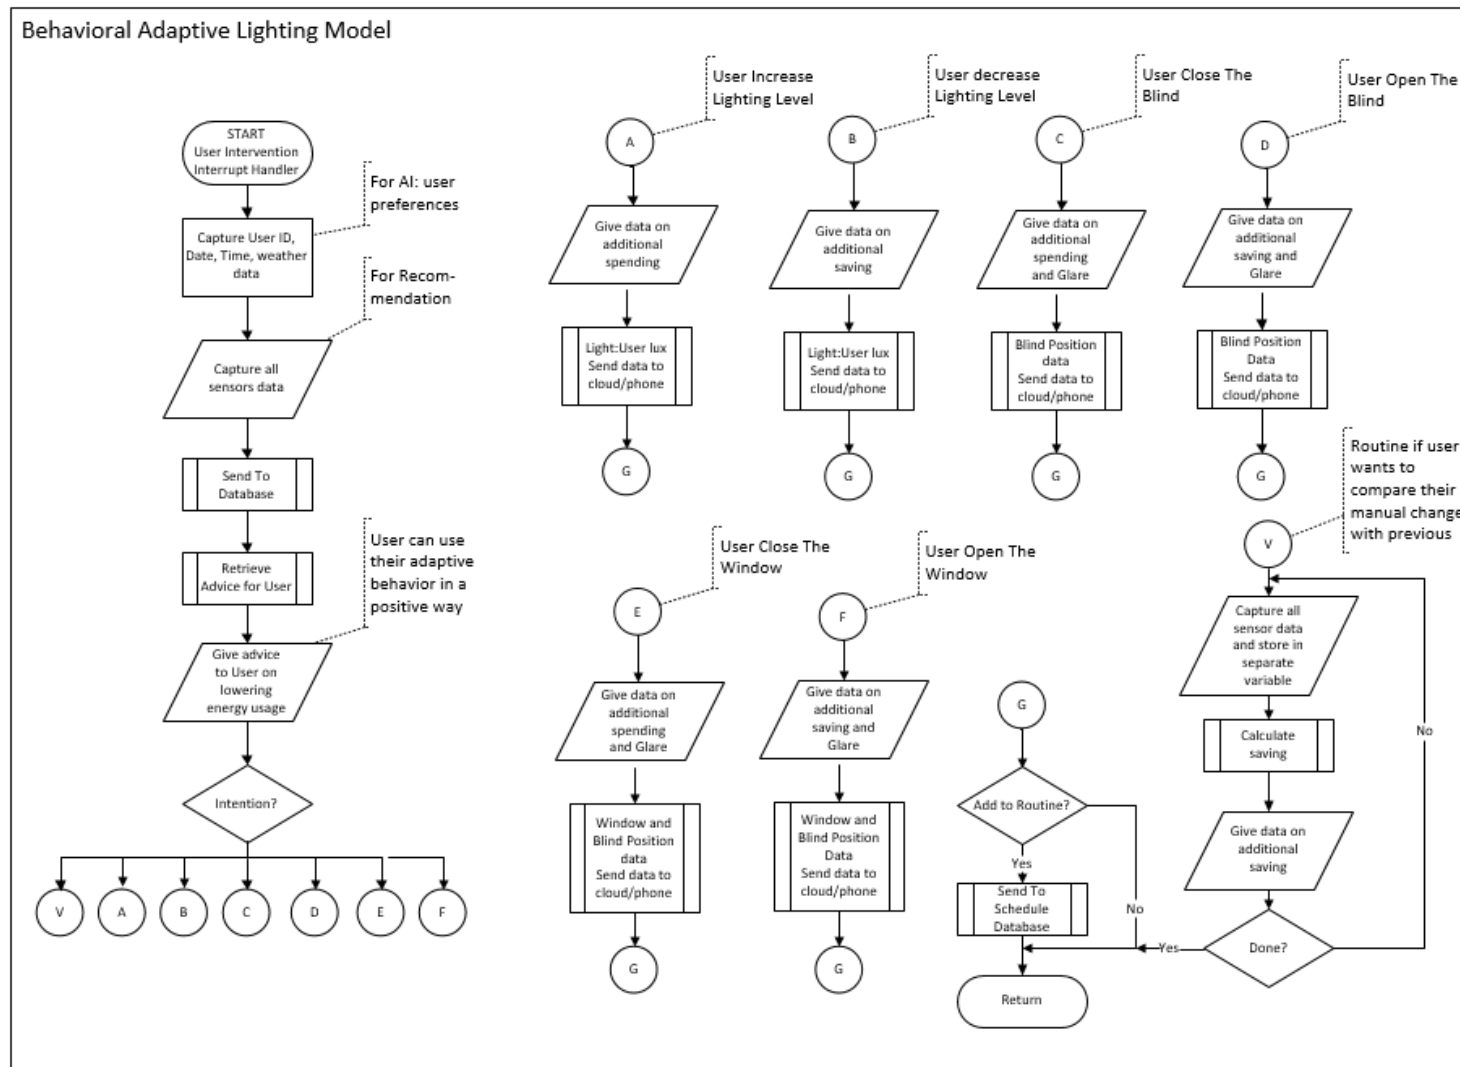 Behavioral Adaptive Lighting Model
START
User Intervention
Interrupt Handler
For AI: user
preferences
Capture User ID,
Date, Time, weather
data
For Recom-
mendation
Capture all
sensors data
Send To
Database
Retrieve
Advice for User
User can use
their adaptive
behavior in a
positive way
Give advice
to User on
lowering
energy usage
Intention?
V
A
B
C
D
E
F
User Increase
Lighting Level
A
Give data on
additional
spending
Light:User lux
Send data to
cloud/phone
G
User decrease
Lighting Level
B
Give data on
additional
saving
Light:User lux
Send data to
cloud/phone
G
User Close The
Blind
C
Give data on
additional
spending
and Glare
Blind Position
data
Send data to
cloud/phone
G
User Open The
Blind
D
Give data on
additional
saving and
Glare
Blind Position
Data
Send data to
cloud/phone
G
User Close The
Window
E
Give data on
additional
spending
and Glare
Window and
Blind Position
data
Send data to
cloud/phone
G
User Open The
Window
F
Give data on
additional
saving and
Glare
Window and
Blind Position
Data
Send data to
cloud/phone
G
G
Add to Routine?
Yes
No
Send To
Schedule
Database
Return
Routine if user
wants to
compare their
manual change
with previous
V
Capture all
sensor data
and store in
separate
variable
Calculate
saving
No
Give data on
additional
saving
Done?
Yes